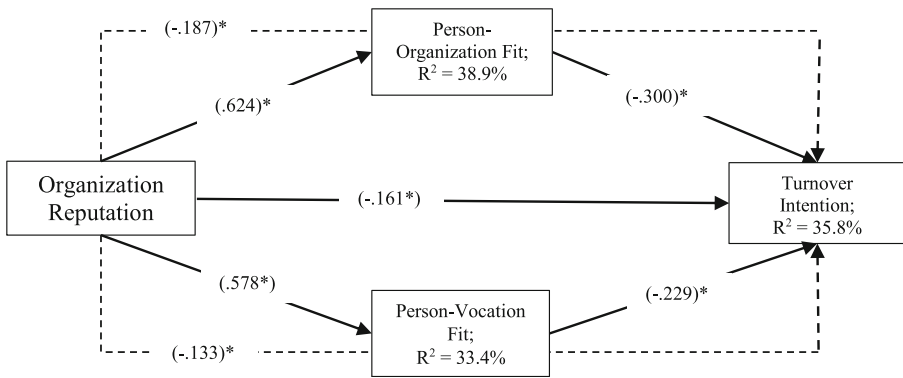 (-.187)*
Person-
Organization Fit;
R² = 38.9%
(.624)*
(-.300)*
Organization
Reputation
(-.161*)
Turnover
Intention;
R² = 35.8%
(.578*)
(-.229)*
Person-Vocation
Fit;
R² = 33.4%
(-.133)*